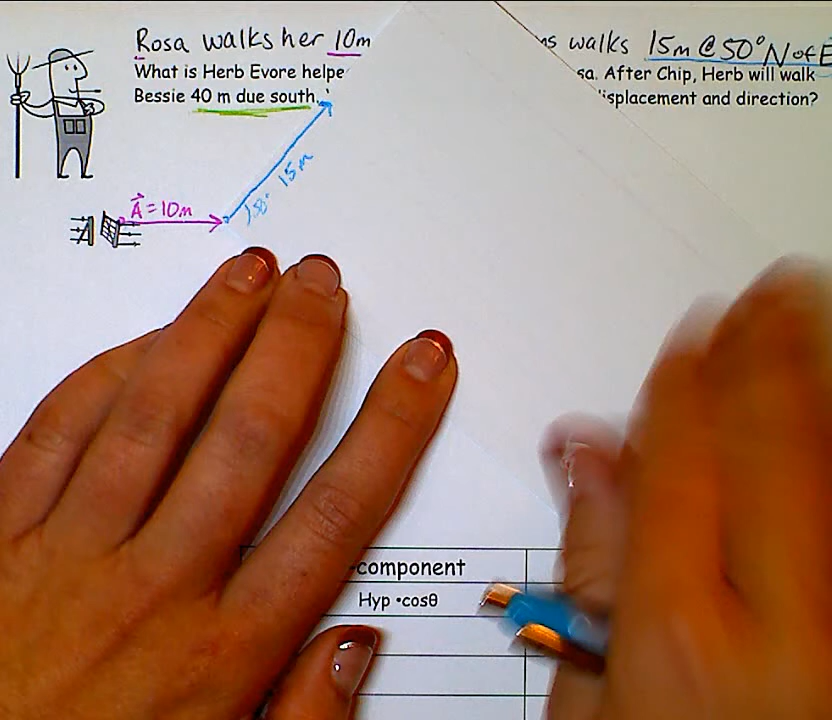 Rosa walks her 10m walks 15m @ 50° N of E
What is Herb Evore helpe sa. After Chip, Herb will walk
Bessie 40 m due south. isplacement and direction?
A = 10m
50° 15m
-component
Hyp •cosθ